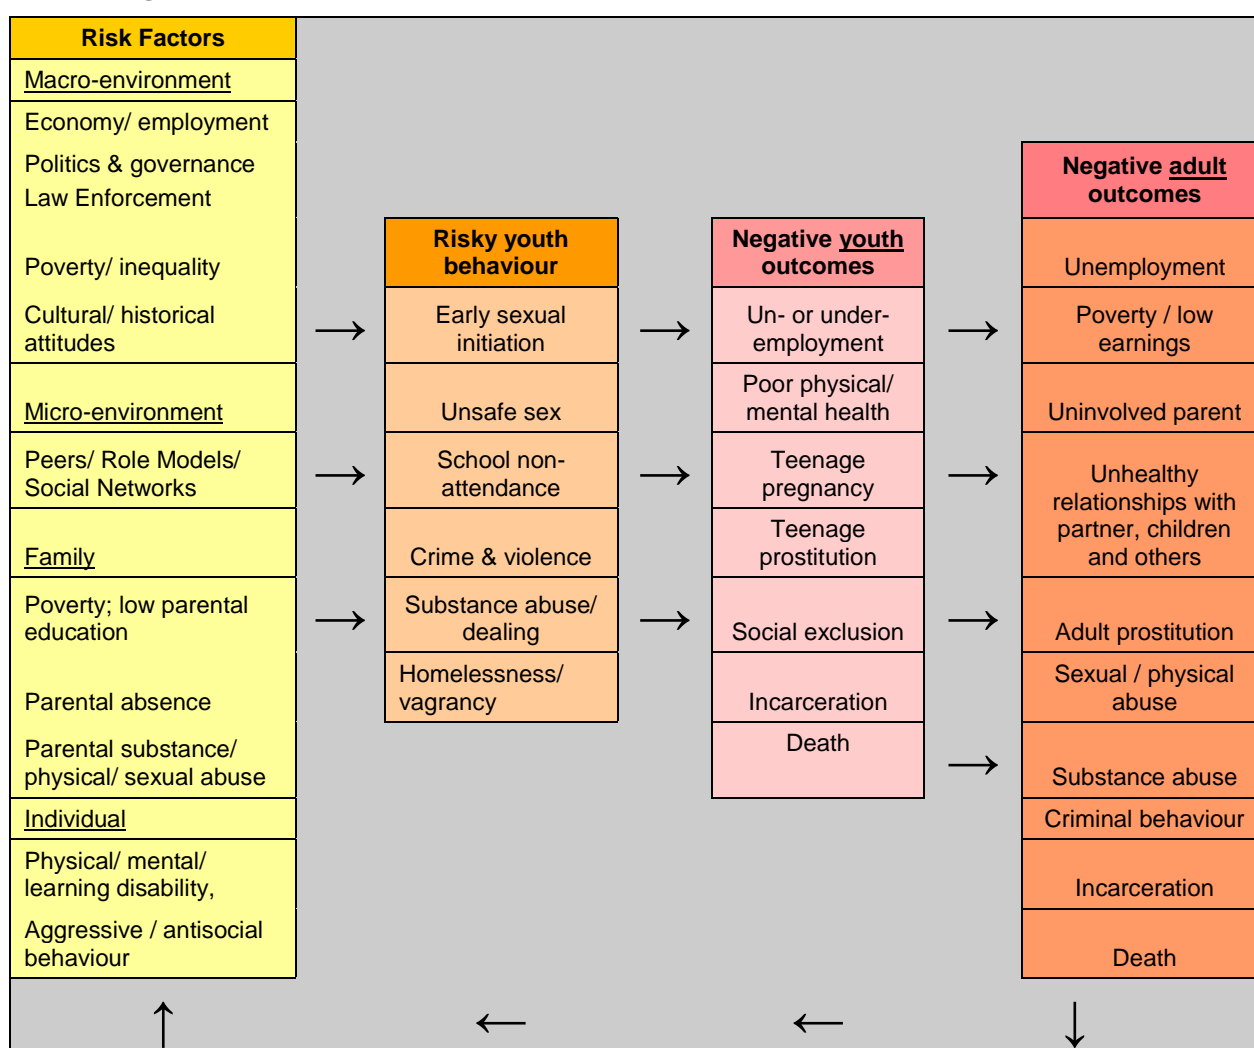 Risk Factors
Macro-environment
Economy/ employment
Politics & governance
Law Enforcement
Poverty/ inequality
Cultural/ historical
attitudes
Micro-environment
Peers/ Role Models/
Social Networks
Family
Poverty; low parental
education
Parental absence
Parental substance/
physical/ sexual abuse
Individual
Physical/ mental/
learning disability,
Aggressive / antisocial
behaviour
Risky youth
behaviour
Early sexual
initiation
Unsafe sex
School non-
attendance
Crime & violence
Substance abuse/
dealing
Homelessness/
vagrancy
Negative youth
outcomes
Un- or under-
employment
Poor physical/
mental health
Teenage
pregnancy
Teenage
prostitution
Social exclusion
Incarceration
Death
Negative adult
outcomes
Unemployment
Poverty / low
earnings
Uninvolved parent
Unhealthy
relationships with
partner, children
and others
Adult prostitution
Sexual / physical
abuse
Substance abuse
Criminal behaviour
Incarceration
Death